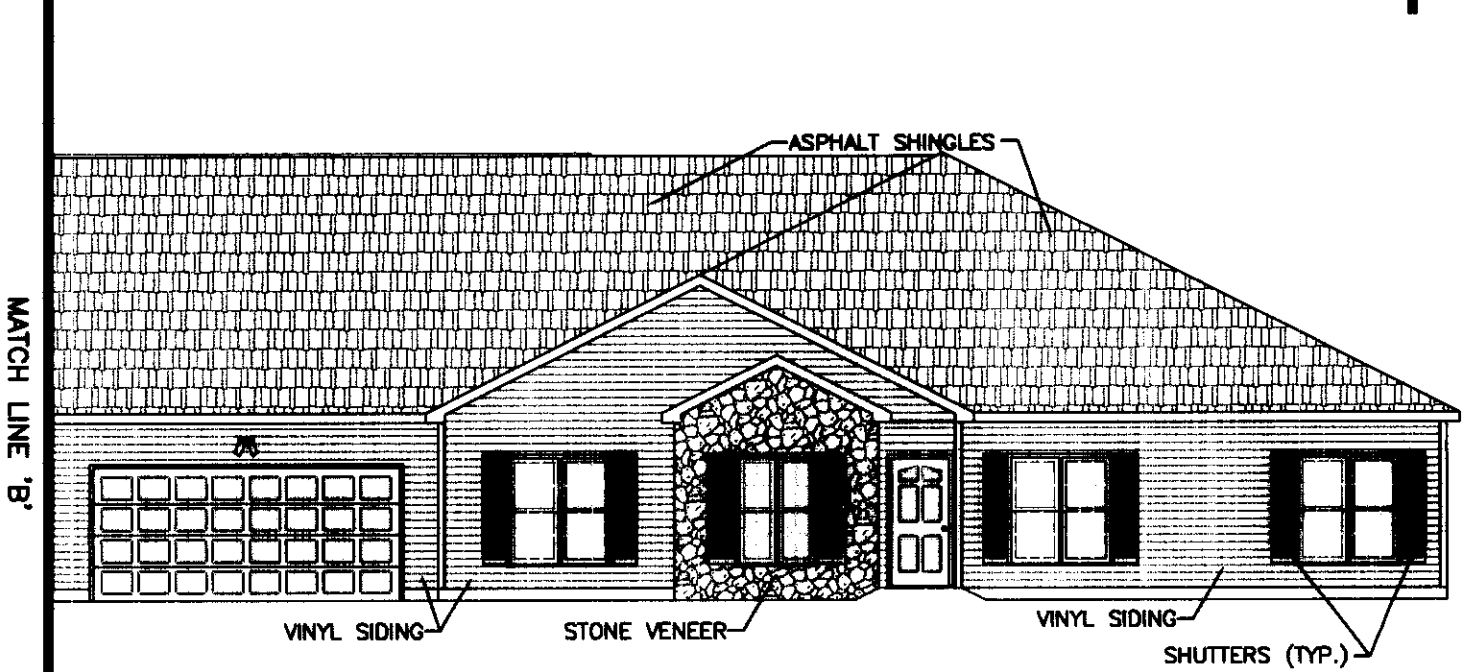 ASPHALT SHINGLES
MATCH LINE 'B'
VINYL SIDING
STONE VENEER
VINYL SIDING
SHUTTERS (TYP.)